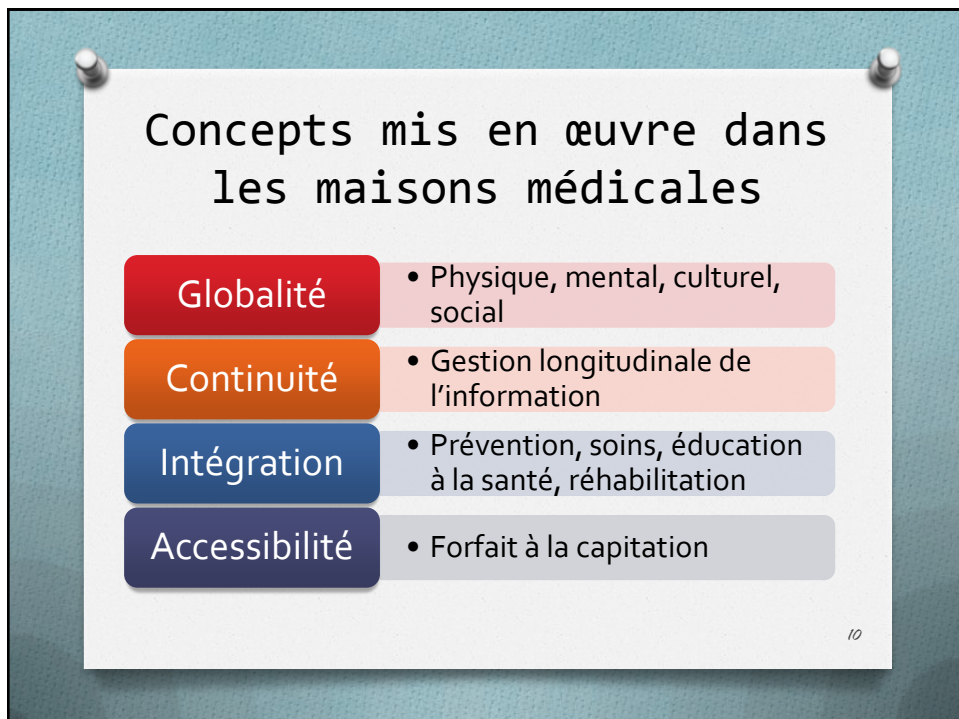 Concepts mis en œuvre dans
les maisons médicales
Globalité
• Physique, mental, culturel,
social
Continuité
• Gestion longitudinale de
l’information
Intégration
• Prévention, soins, éducation
à la santé, réhabilitation
Accessibilité
• Forfait à la capitation
10